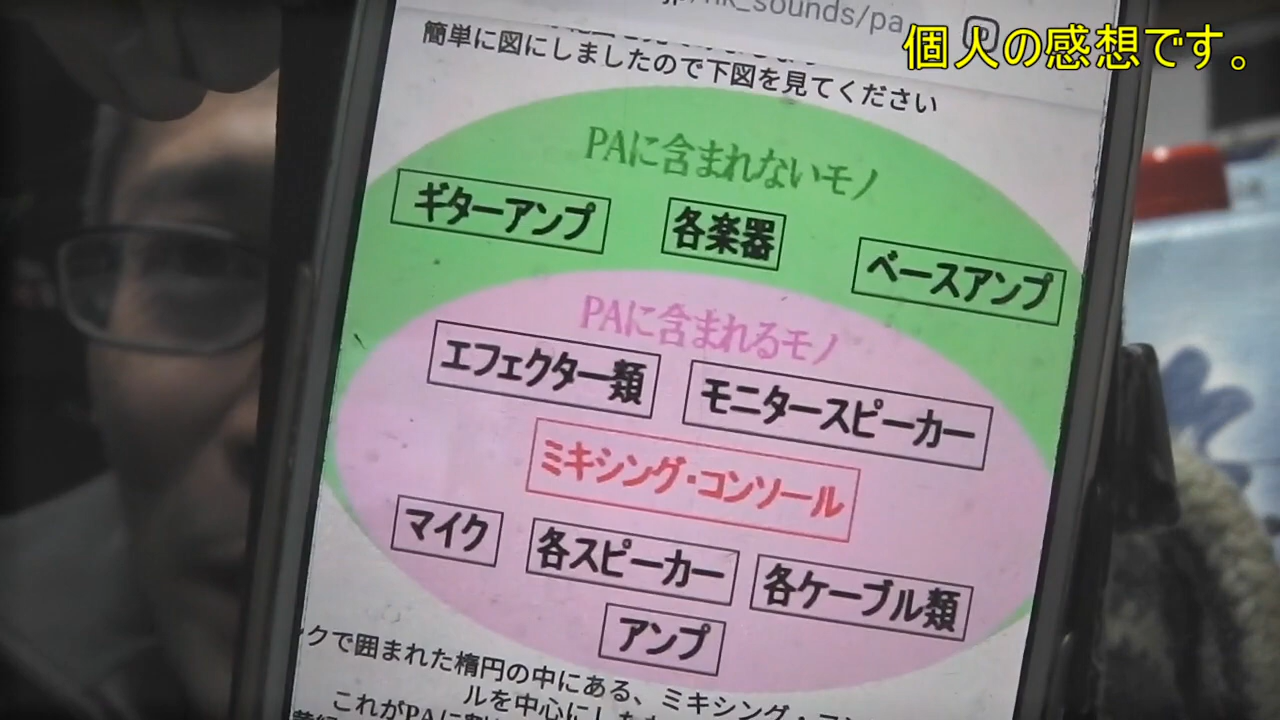 k_sounds/pa
個人の感想です。
簡単に図にしましたので下図を見てください
PAに含まれないモノ
ギターアンプ
各楽器
ベースアンプ
PAに含まれるモノ
エフェクター類
モニタースピーカー
ミキシング・コンソール
マイク
各スピーカー
各ケーブル類
アンプ
クで囲まれた楕円の中にある、ミキシング・コン
ルを中心にした
これがPAに